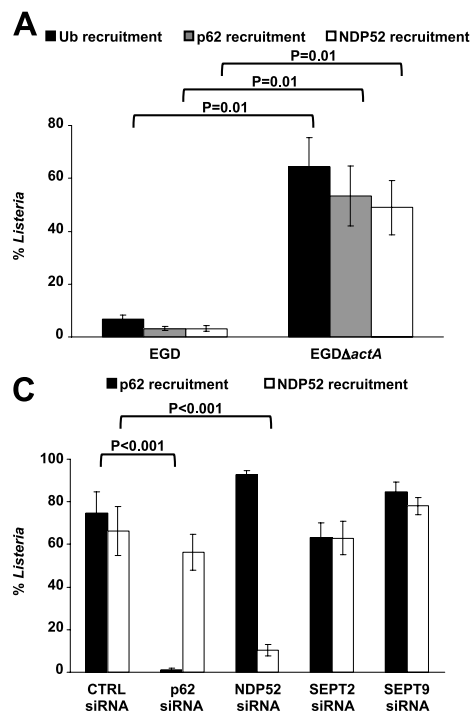 A
Ub recruitment p62 recruitment NDP52 recruitment
P=0.01
P=0.01
P=0.01
80
60
40
20
0
% Listeria
EGD EGDΔactA
C
p62 recruitment NDP52 recruitment
P<0.001
P<0.001
100
80
60
40
20
0
% Listeria
CTRL siRNA
p62 siRNA
NDP52 siRNA
SEPT2 siRNA
SEPT9 siRNA